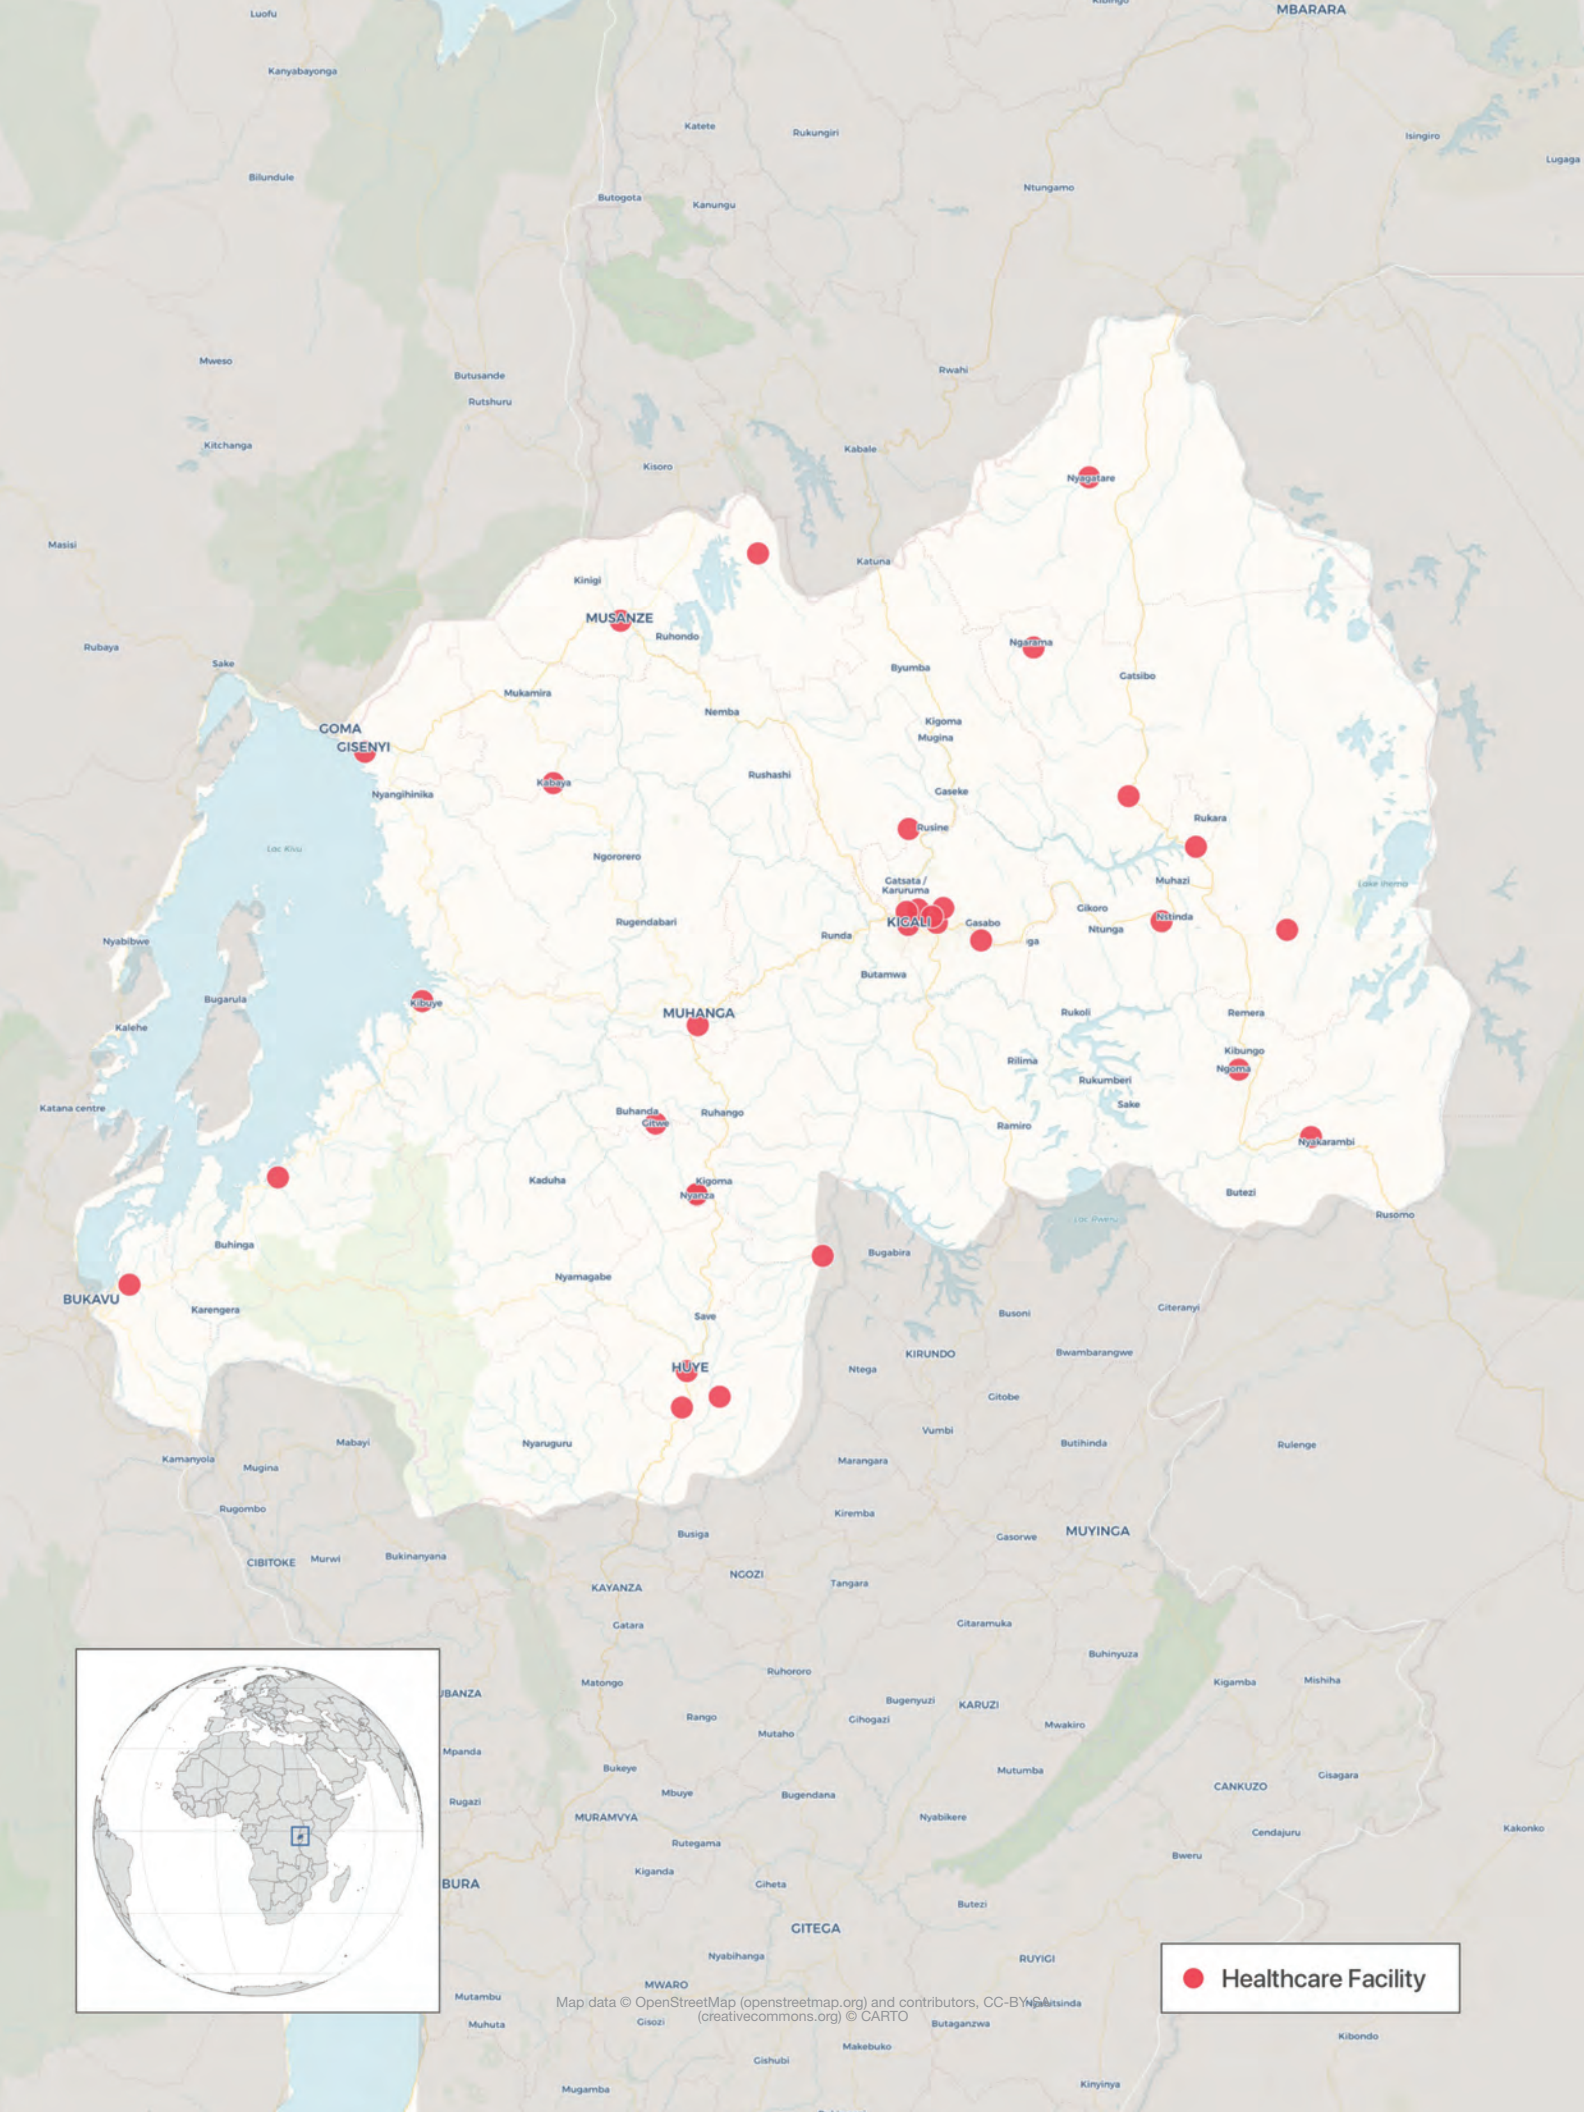 Luofu
MBARARA
Kanyabayonga
Katete
Rukungiri
Isingiro
Lugaga
Bilundule
Ntungamo
Butogota
Kanungu
Mweso
Butusande
Rwahi
Rutshuru
Kitchanga
Kabale
Kisoro
Nyagatare
Masisi
Katuna
Kinigi
MUSANZE
Ruhondo
Ngarama
Rubaya
Sake
Byumba
Gatsibo
Mukamira
Nemba
Kigoma
GOMA
Mugina
GISENYI
Rushashi
Kabaya
Nyangihinika
Gaseke
Rukara
Rusine
Lac Kivu
Ngororero
Gatsata /
Karuruma
Muhazi
Lake Ihema
Gikoro
Nstinda
Rugendabari
KIGALI
Gasabo
Ntunga
Runda
Nyabibwe
ga
Butamwa
Bugarula
Kibuye
MUHANGA
Rukoli
Remera
Kalehe
Kibungo
Rilima
Ngoma
Rukumberi
Katana centre
Buhanda
Ruhango
Sake
Gitwe
Ramiro
Nyakarambi
Kaduha
Kigoma
Nyanza
Butezi
Rusomo
Lac Rweru
Buhinga
Bugabira
Nyamagabe
BUKAVU
Karengera
Save
Busoni
Giteranyi
KIRUNDO
Bwambarangwe
HUYE
Ntega
Gitobe
Vumbi
Mabayi
Nyaruguru
Butihinda
Rulenge
Kamanyola
Mugina
Marangara
Rugombo
Kiremba
Busiga
Gasorwe
MUYINGA
CIBITOKE
Murwi
Bukinanyana
NGOZI
KAYANZA
Tangara
Gatara
Gitaramuka
Buhinyuza
Ruhororo
Matongo
Kigamba
Mishiha
UBANZA
Bugenyuzi
KARUZI
Rango
Gihogazi
Mwakiro
Mutaho
Mpanda
Bukeye
Mutumba
Gisagara
Mbuye
Bugendana
CANKUZO
Rugazi
MURAMVYA
Nyabikere
Kakonko
Cendajuru
Rutegama
Bweru
Kiganda
BURA
Giheta
Butezi
GITEGA
Nyabihanga
RUYIGI
Healthcare Facility
MWARO
Mutambu
Map data © OpenStreetMap (openstreetmap.org) and contributors, CC-BY-SA
(creativecommons.org) © CARTO
Muhuta
Gisozi
Butaganzwa
Kibondo
Makebuko
Gishubi
Mugamba
Kinyinya